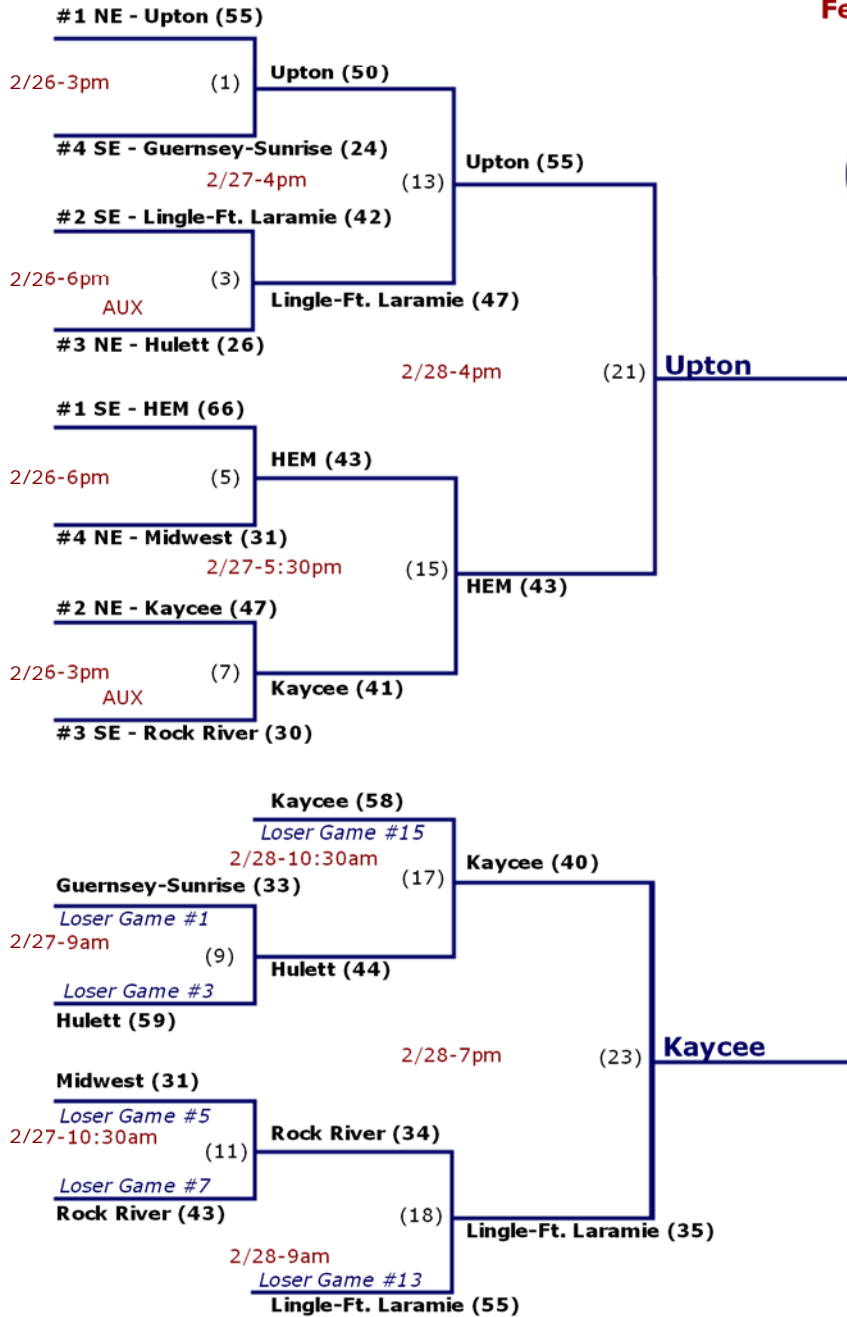 #1 NE - Upton (55)
Fe
2/26-3pm
(1)
Upton (50)
#4 SE - Guernsey-Sunrise (24)
2/27-4pm
(13)
Upton (55)
#2 SE - Lingle-Ft. Laramie (42)
2/26-6pm
(3)
AUX
Lingle-Ft. Laramie (47)
#3 NE - Hulett (26)
2/28-4pm
(21)
Upton
#1 SE - HEM (66)
2/26-6pm
(5)
HEM (43)
#4 NE - Midwest (31)
2/27-5:30pm
(15)
HEM (43)
#2 NE - Kaycee (47)
2/26-3pm
(7)
AUX
Kaycee (41)
#3 SE - Rock River (30)
Kaycee (58)
Loser Game #15
2/28-10:30am
(17)
Kaycee (40)
Guernsey-Sunrise (33)
Loser Game #1
2/27-9am
(9)
Hulett (44)
Loser Game #3
Hulett (59)
2/28-7pm
(23)
Kaycee
Midwest (31)
Loser Game #5
2/27-10:30am
(11)
Rock River (34)
Loser Game #7
Rock River (43)
(18)
Lingle-Ft. Laramie (35)
2/28-9am
Loser Game #13
Lingle-Ft. Laramie (55)